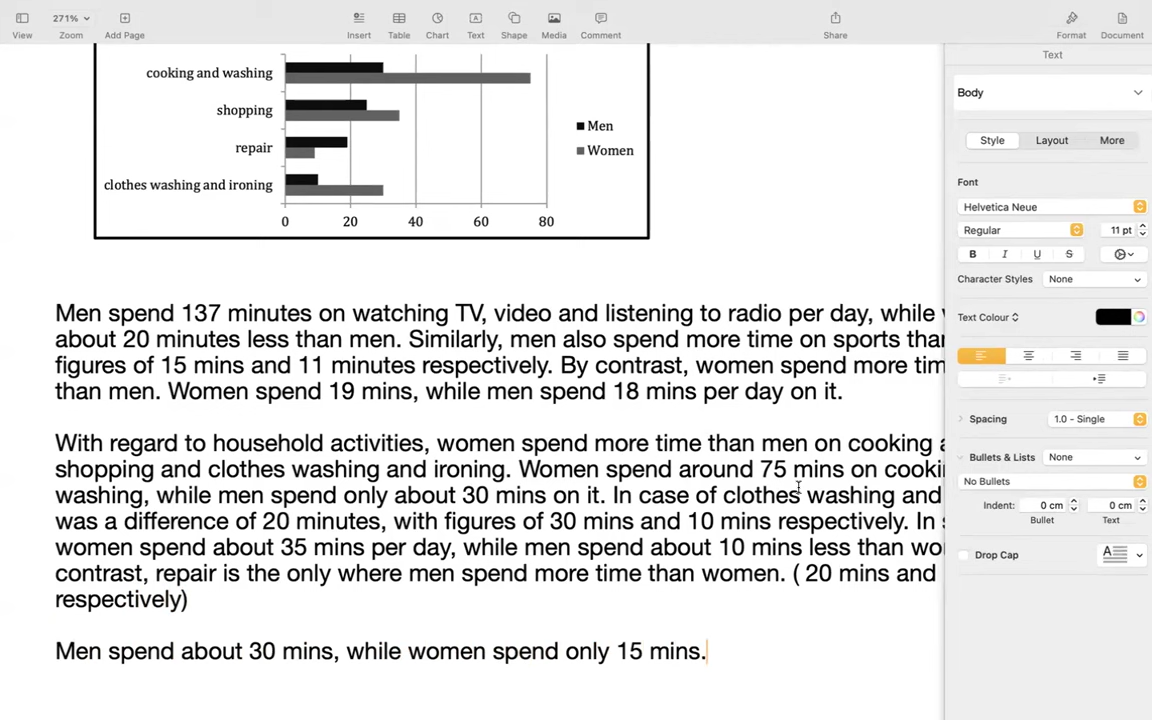 271%
View
Zoom
Add Page
Insert
Table
Chart
Text
Shape
Media
Comment
Share
Format
Document
cooking and washing
shopping
repair
clothes washing and ironing
0 20 40 60 80
Men
Women
Men spend 137 minutes on watching TV, video and listening to radio per day, while
about 20 minutes less than men. Similarly, men also spend more time on sports than
figures of 15 mins and 11 minutes respectively. By contrast, women spend more
than men. Women spend 19 mins, while men spend 18 mins per day on it.
With regard to household activities, women spend more time than men on cooking
shopping and clothes washing and ironing. Women spend around 75 mins on
washing, while men spend only about 30 mins on it. In case of clothes washing and
was a difference of 20 minutes, with figures of 30 mins and 10 mins respectively. In
women spend about 35 mins per day, while men spend about 10 mins less than
contrast, repair is the only where men spend more time than women. ( 20 mins and
respectively)
Men spend about 30 mins, while women spend only 15 mins.
Text
Body
Style Layout More
Font
Helvetica Neue
Regular 11 pt
B I U S
Character Styles None
Text Colour
Spacing 1.0 - Single
Bullets & Lists None
No Bullets
Indent: 0 cm 0 cm
Bullet Text
Drop Cap